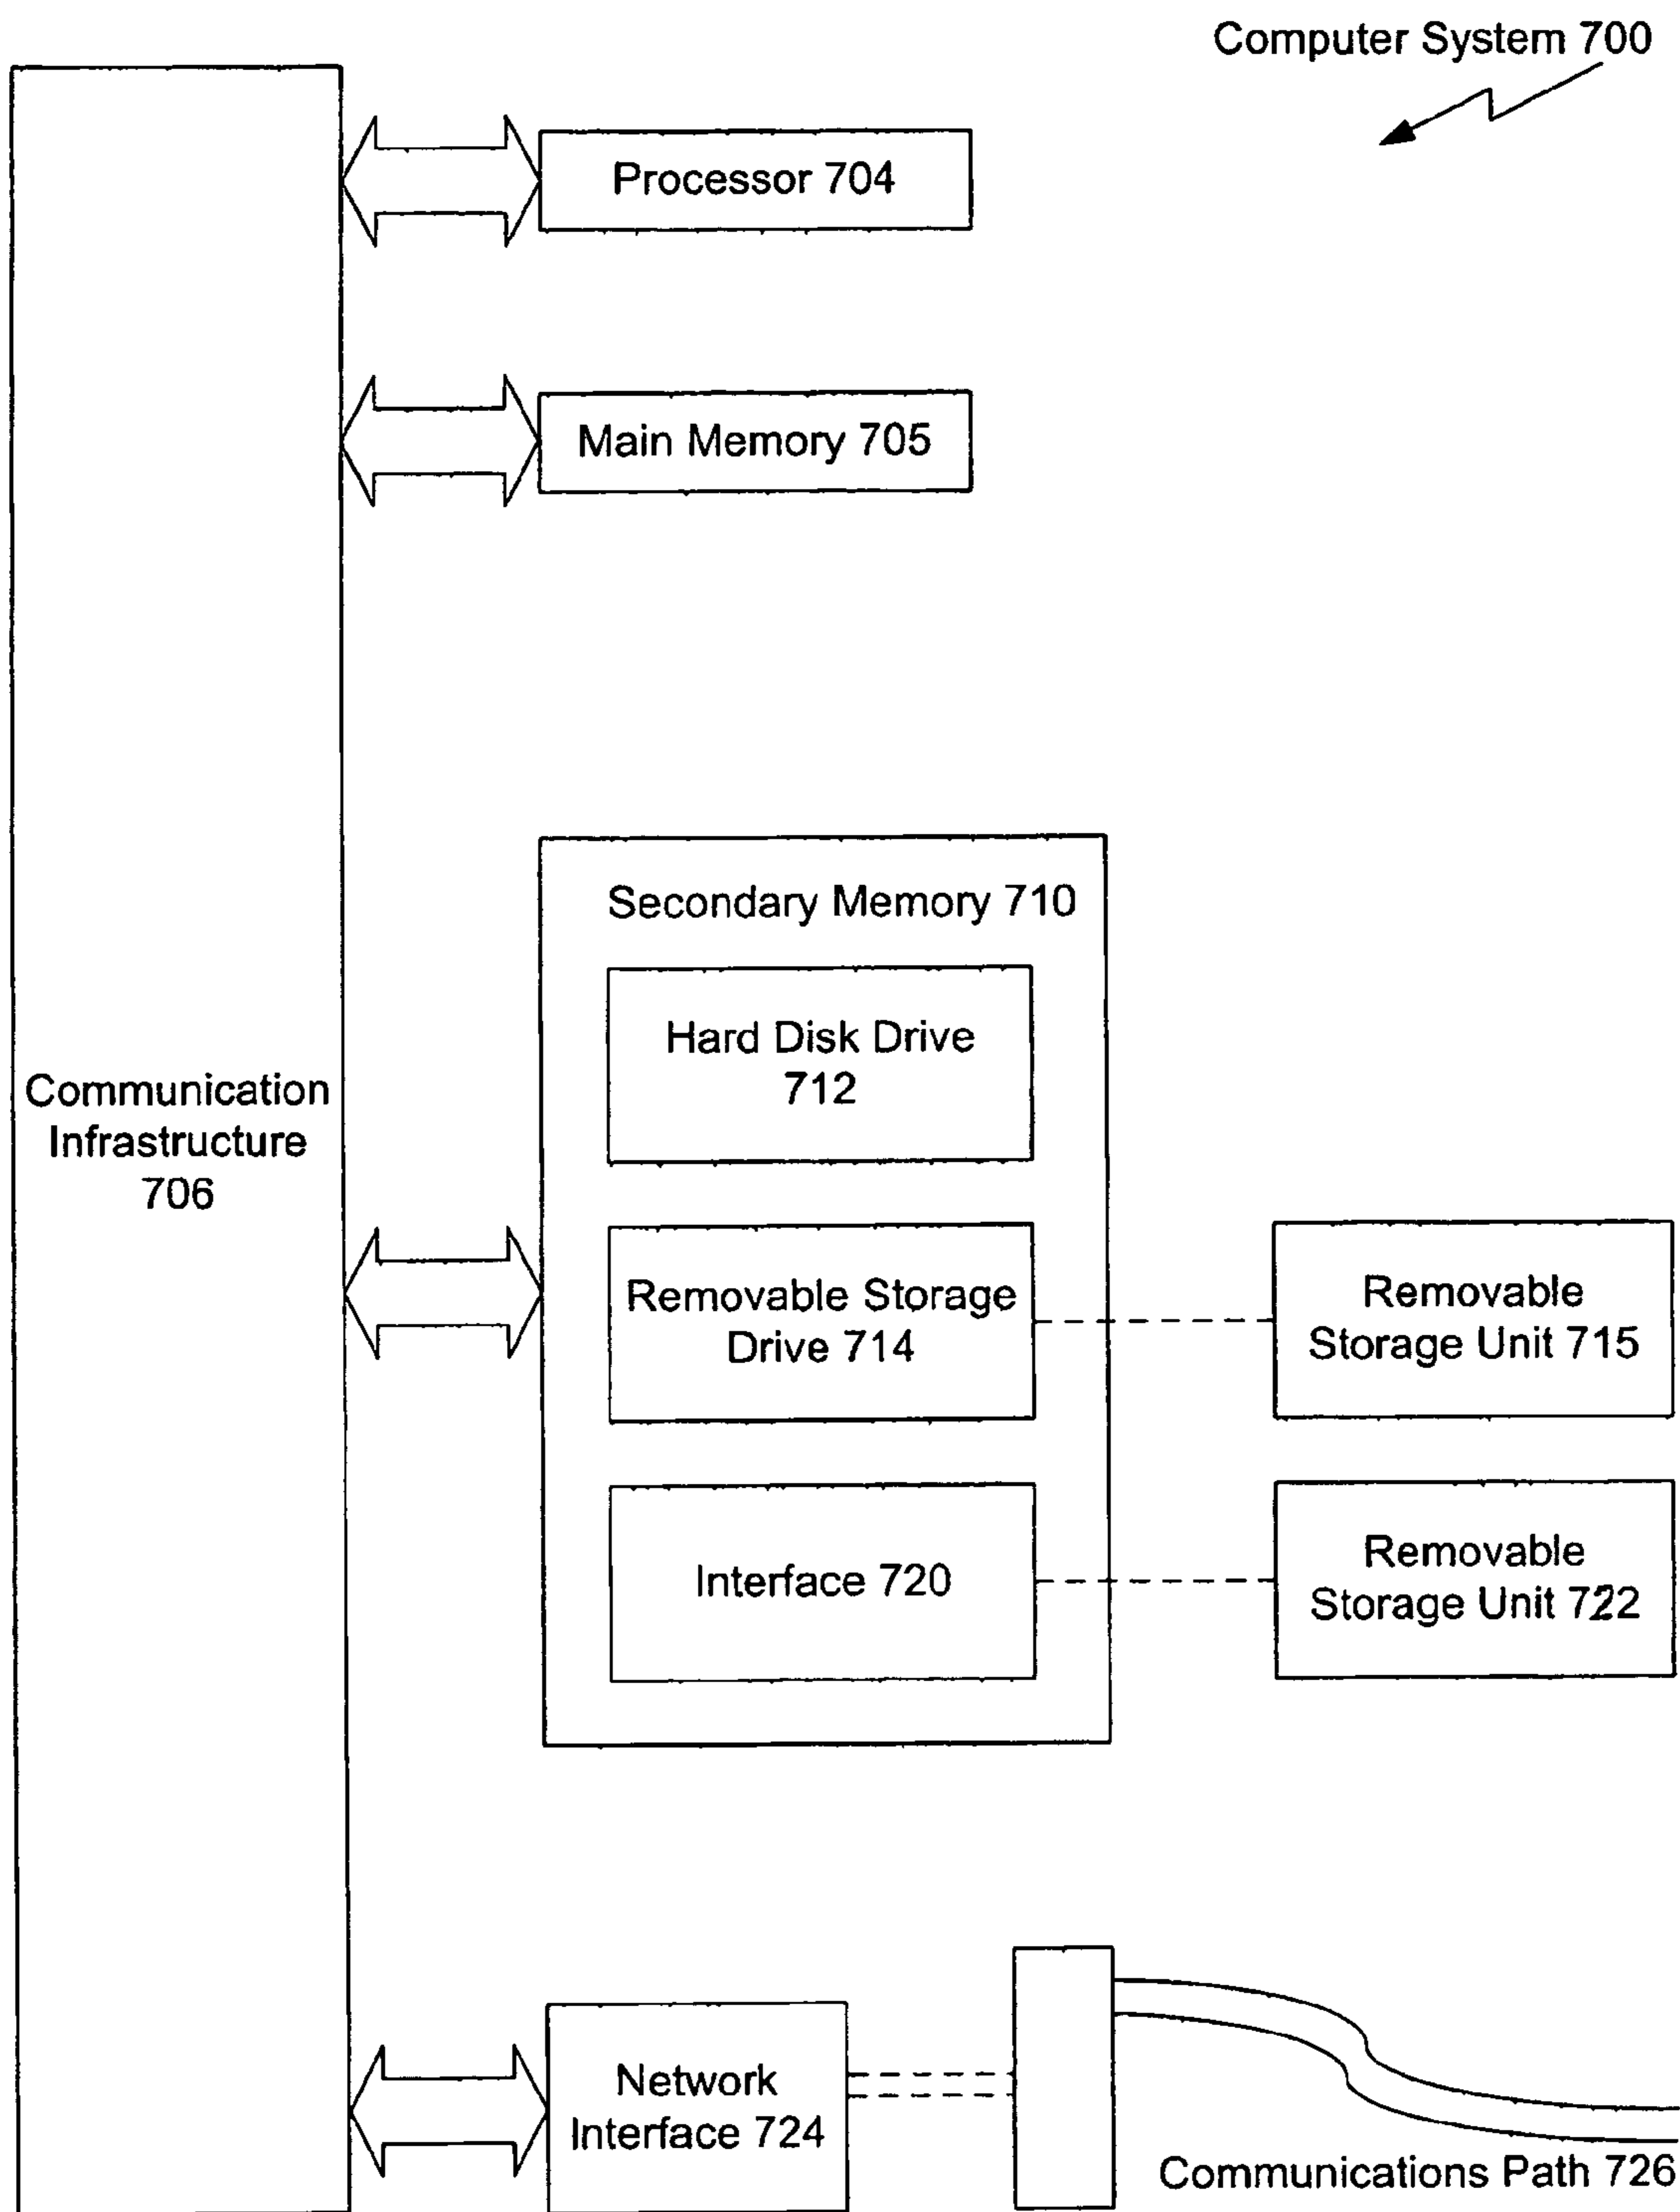 Computer System 700
Processor 704
Main Memory 705
Secondary Memory 710
Hard Disk Drive
712
Communication
Infrastructure
706
Removable Storage
Drive 714
Removable
Storage Unit 715
Interface 720
Removable
Storage Unit 722
Network
Interface 724
Communications Path 726